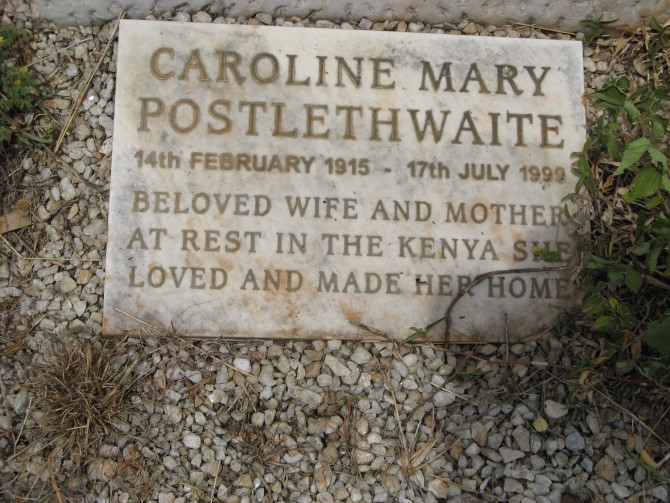 CAROLINE MARY
POSTLETHWAITE
14th FEBRUARY 1915 - 17th JULY 1999
BELOVED WIFE AND MOTHER
AT REST IN THE KENYA SHE
LOVED AND MADE HER HOME